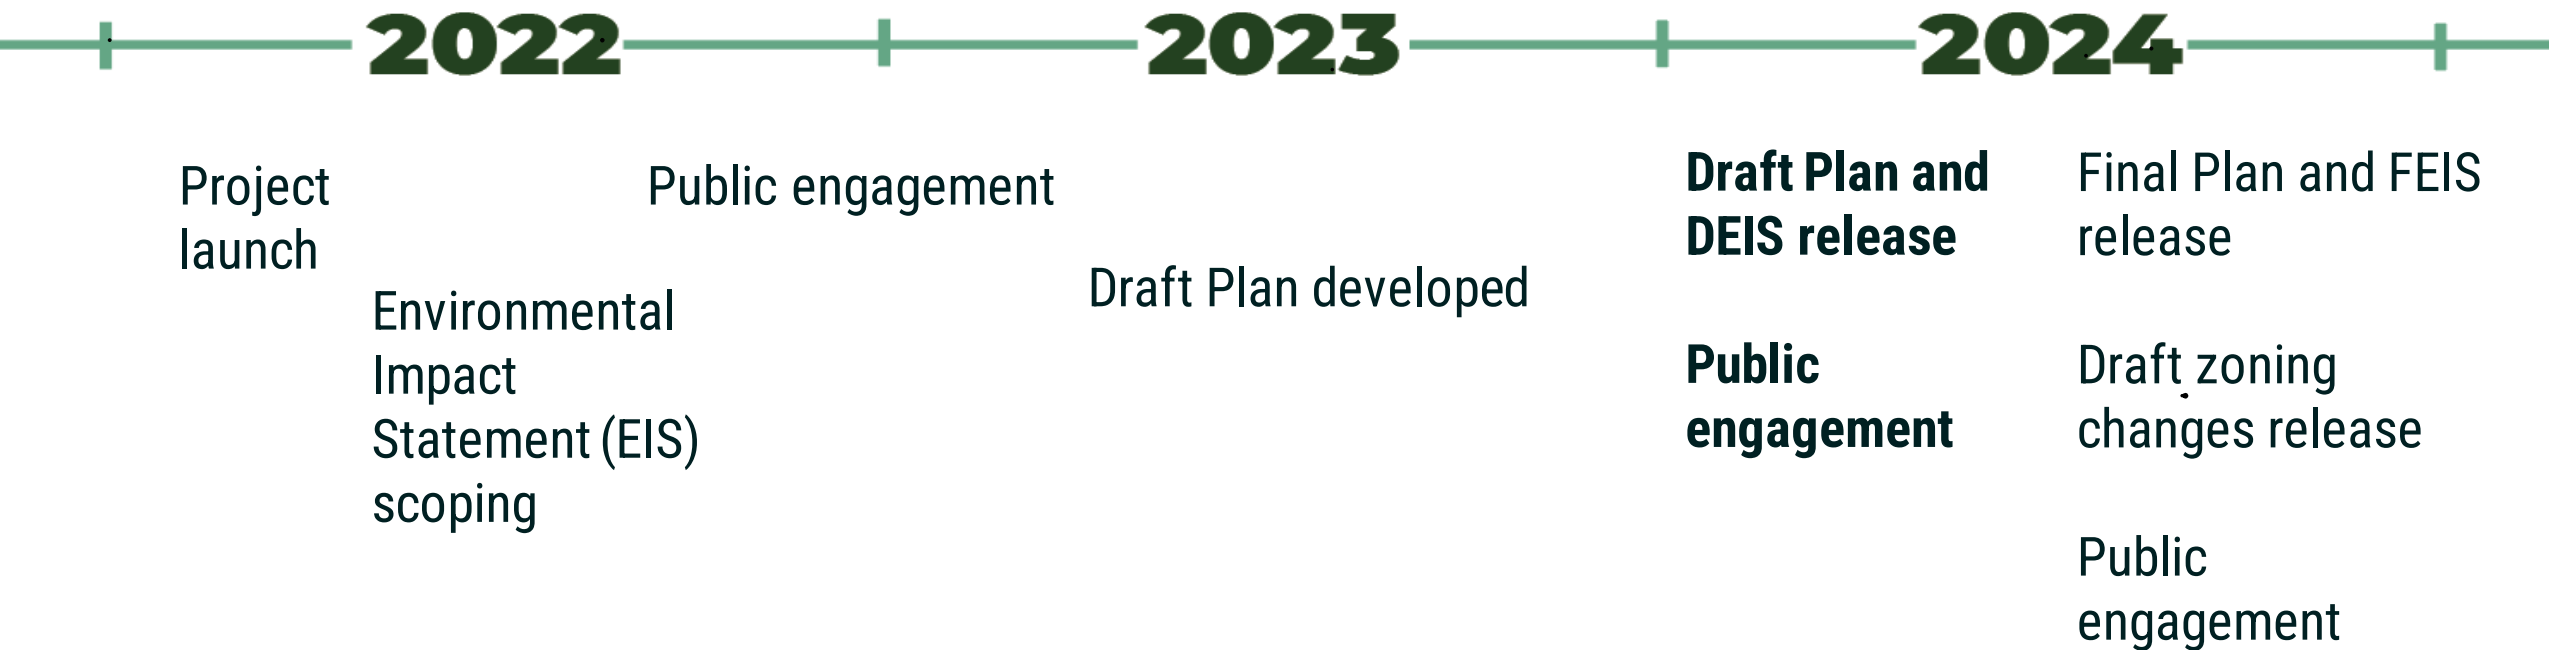 2022 2023 2024
Project
launch
Environmental
Impact
Statement (EIS)
scoping
Public engagement
Draft Plan developed
Draft Plan and
DEIS release
Public
engagement
Final Plan and FEIS
release
Draft zoning
changes release
Public
engagement